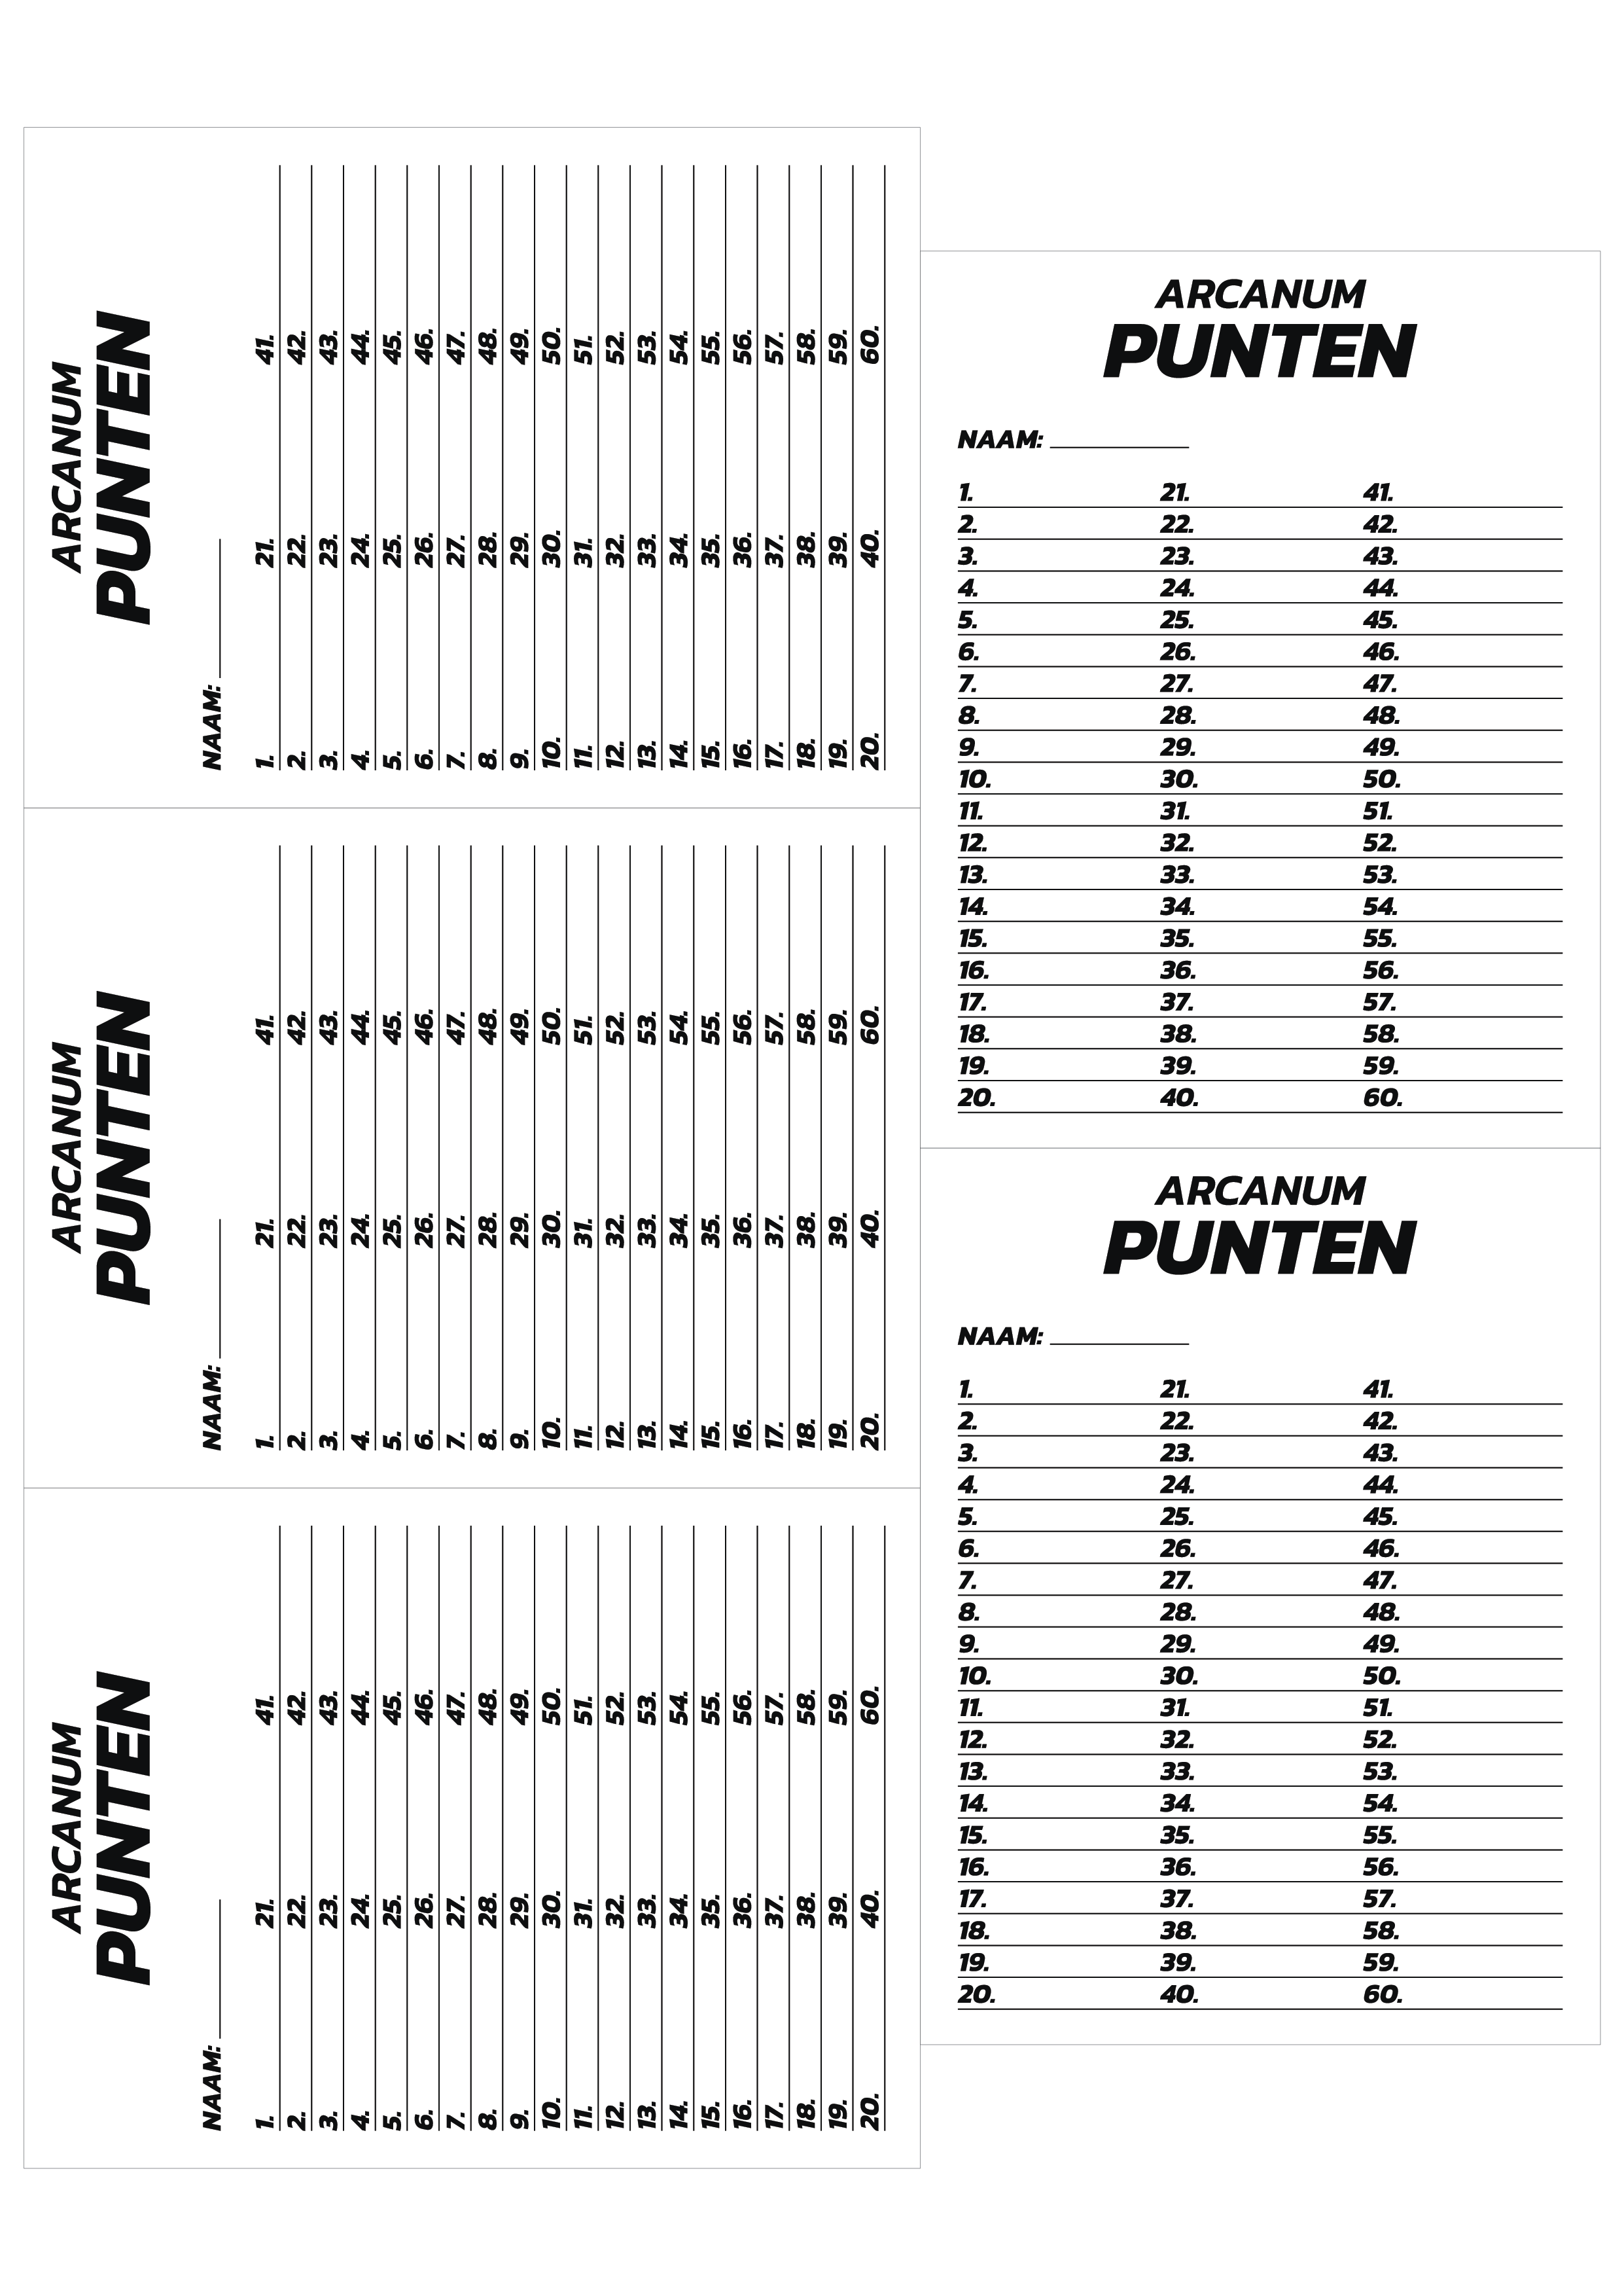 ARCANUM
PUNTEN
NAAM:
1. 21. 41.
2. 22. 42.
3. 23. 43.
4. 24. 44.
5. 25. 45.
6. 26. 46.
7. 27. 47.
8. 28. 48.
9. 29. 49.
10. 30. 50.
11. 31. 51.
12. 32. 52.
13. 33. 53.
14. 34. 54.
15. 35. 55.
16. 36. 56.
17. 37. 57.
18. 38. 58.
19. 39. 59.
20. 40. 60.
ARCANUM
PUNTEN
NAAM:
1. 21. 41.
2. 22. 42.
3. 23. 43.
4. 24. 44.
5. 25. 45.
6. 26. 46.
7. 27. 47.
8. 28. 48.
9. 29. 49.
10. 30. 50.
11. 31. 51.
12. 32. 52.
13. 33. 53.
14. 34. 54.
15. 35. 55.
16. 36. 56.
17. 37. 57.
18. 38. 58.
19. 39. 59.
20. 40. 60.
ARCANUM
PUNTEN
NAAM:
1. 21. 41.
2. 22. 42.
3. 23. 43.
4. 24. 44.
5. 25. 45.
6. 26. 46.
7. 27. 47.
8. 28. 48.
9. 29. 49.
10. 30. 50.
11. 31. 51.
12. 32. 52.
13. 33. 53.
14. 34. 54.
15. 35. 55.
16. 36. 56.
17. 37. 57.
18. 38. 58.
19. 39. 59.
20. 40. 60.
ARCANUM
PUNTEN
NAAM:
1. 21. 41.
2. 22. 42.
3. 23. 43.
4. 24. 44.
5. 25. 45.
6. 26. 46.
7. 27. 47.
8. 28. 48.
9. 29. 49.
10. 30. 50.
11. 31. 51.
12. 32. 52.
13. 33. 53.
14. 34. 54.
15. 35. 55.
16. 36. 56.
17. 37. 57.
18. 38. 58.
19. 39. 59.
20. 40. 60.
ARCANUM
PUNTEN
NAAM:
1. 21. 41.
2. 22. 42.
3. 23. 43.
4. 24. 44.
5. 25. 45.
6. 26. 46.
7. 27. 47.
8. 28. 48.
9. 29. 49.
10. 30. 50.
11. 31. 51.
12. 32. 52.
13. 33. 53.
14. 34. 54.
15. 35. 55.
16. 36. 56.
17. 37. 57.
18. 38. 58.
19. 39. 59.
20. 40. 60.